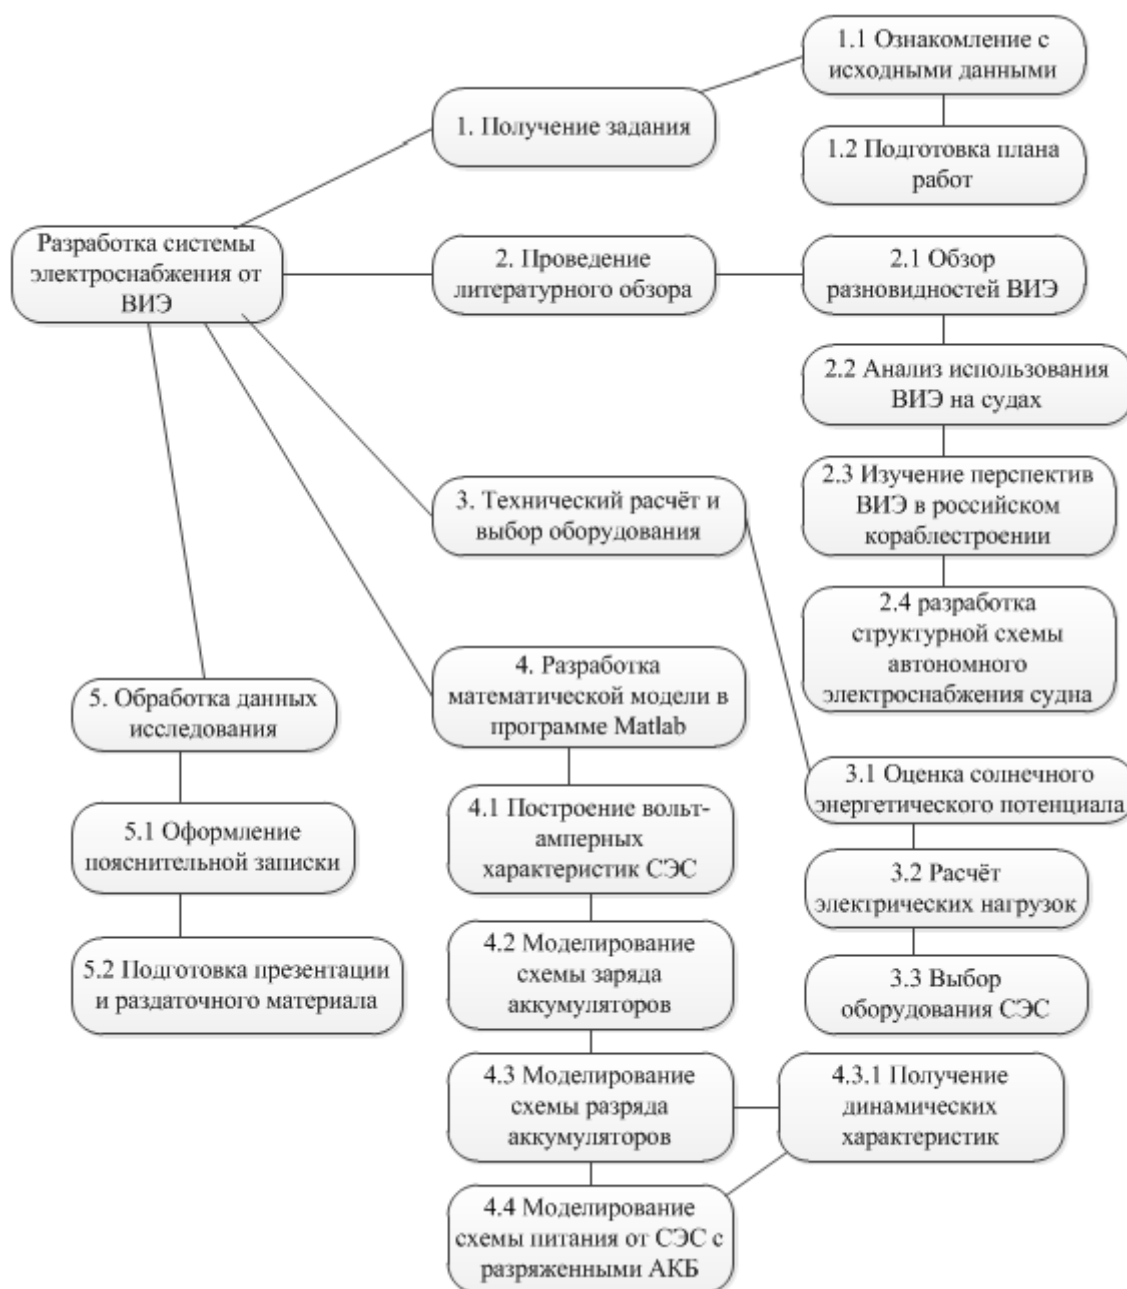 1.1 Ознакомление с
исходными данными
1. Получение задания
1.2 Подготовка плана
работ
Разработка системы
электроснабжения от
ВИЭ
2. Проведение
литературного обзора
2.1 Обзор
разновидностей ВИЭ
2.2 Анализ использования
ВИЭ на судах
2.3 Изучение перспектив
ВИЭ в российском
кораблестроении
3. Технический расчёт и
выбор оборудования
2.4 разработка
структурной схемы
автономного
электроснабжения судна
4. Разработка
математической модели в
программе Matlab
5. Обработка данных
исследования
3.1 Оценка солнечного
энергетического потенциала
4.1 Построение вольт-
амперных
характеристик СЭС
5.1 Оформление
пояснительной записки
3.2 Расчёт
электрических нагрузок
4.2 Моделирование
схемы заряда
аккумуляторов
5.2 Подготовка презентации
и раздаточного материала
3.3 Выбор
оборудования СЭС
4.3 Моделирование
схемы разряда
аккумуляторов
4.3.1 Получение
динамических
характеристик
4.4 Моделирование
схемы питания от СЭС с
разряженными АКБ